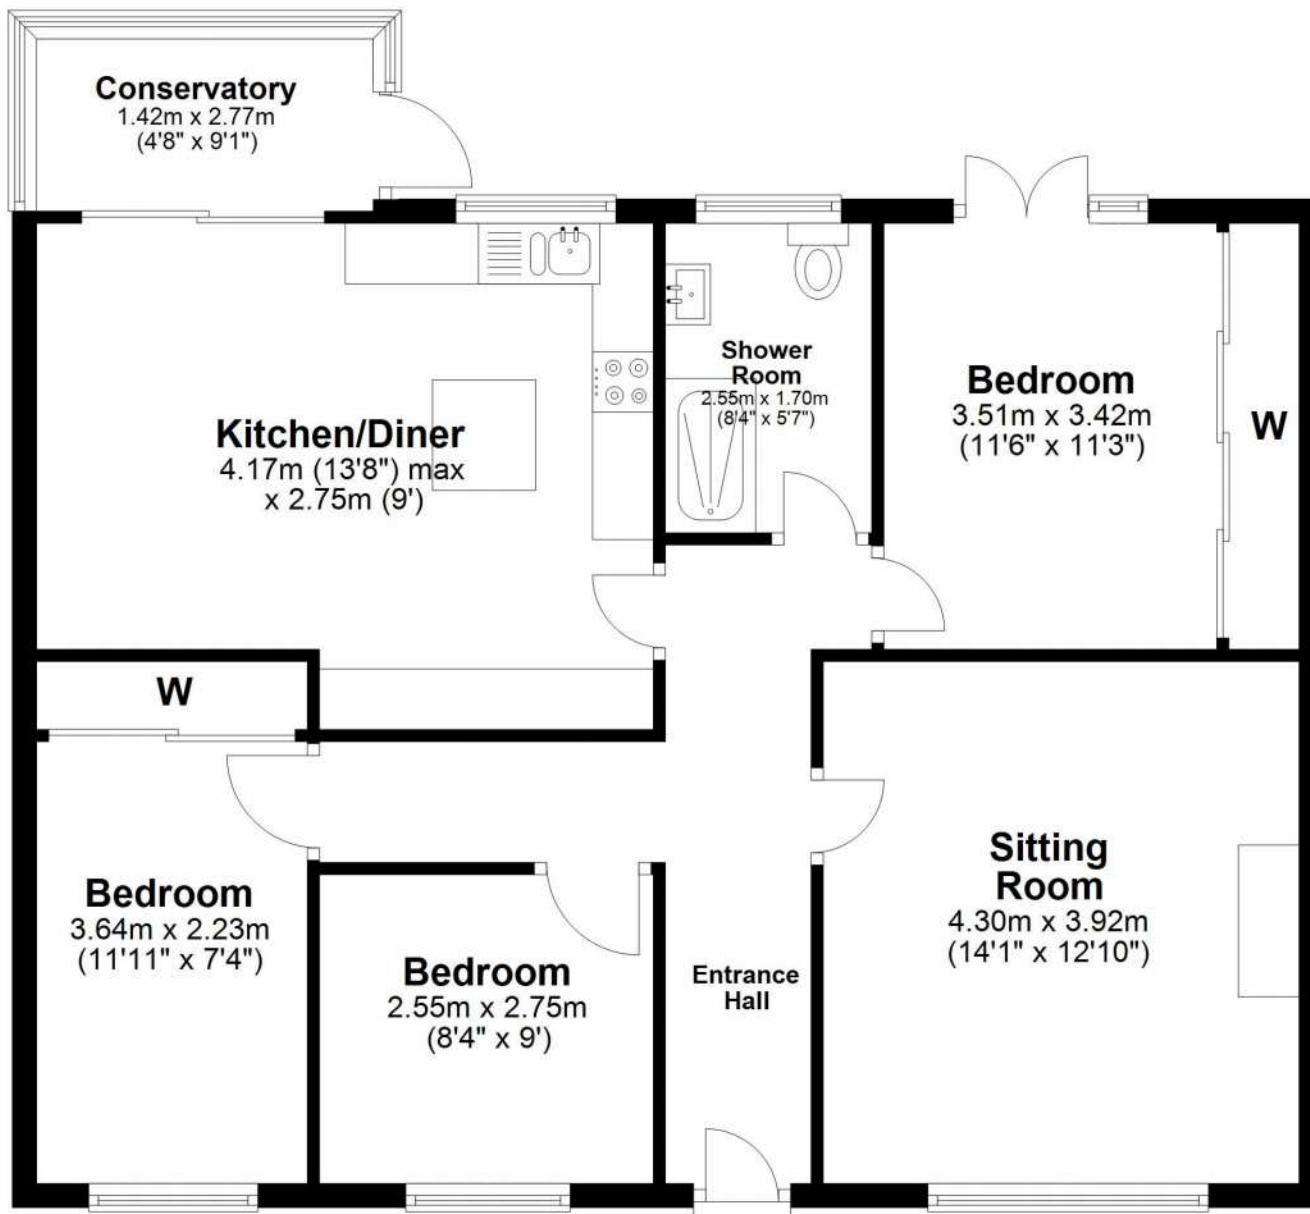 Conservatory
1.42m x 2.77m
(4'8" x 9'1")
Kitchen/Diner
4.17m (13'8") max
x 2.75m (9')
Shower
Room
2.55m x 1.70m
(8'4" x 5'7")
Bedroom
3.51m x 3.42m
(11'6" x 11'3")
W
W
Bedroom
3.64m x 2.23m
(11'11" x 7'4")
Bedroom
2.55m x 2.75m
(8'4" x 9')
Entrance
Hall
Sitting
Room
4.30m x 3.92m
(14'1" x 12'10")